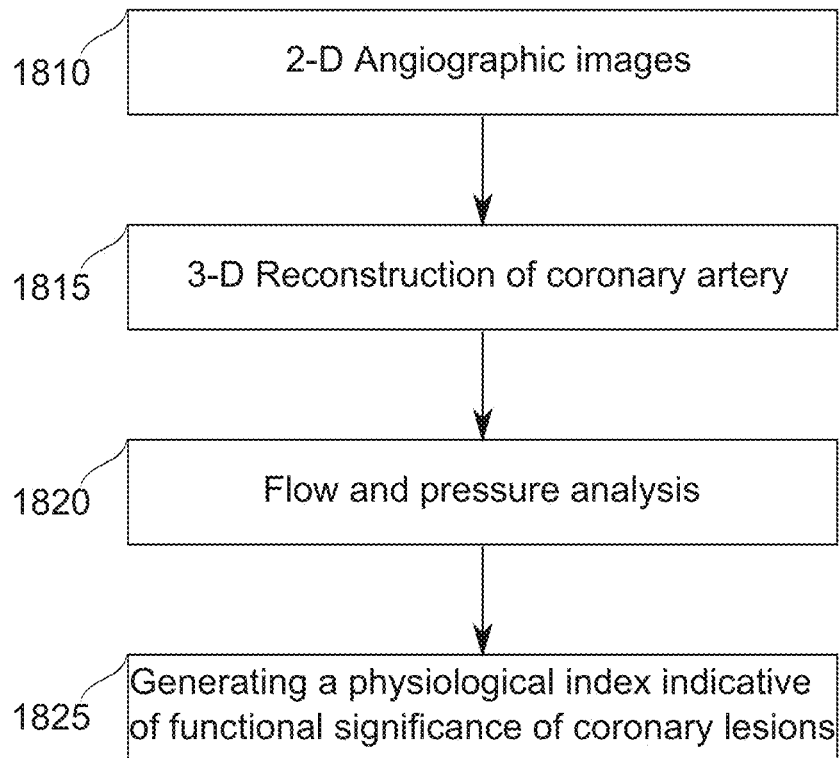 1810
2-D Angiographic images
1815
3-D Reconstruction of coronary artery
1820
Flow and pressure analysis
1825
Generating a physiological index indicative
of functional significance of coronary lesions